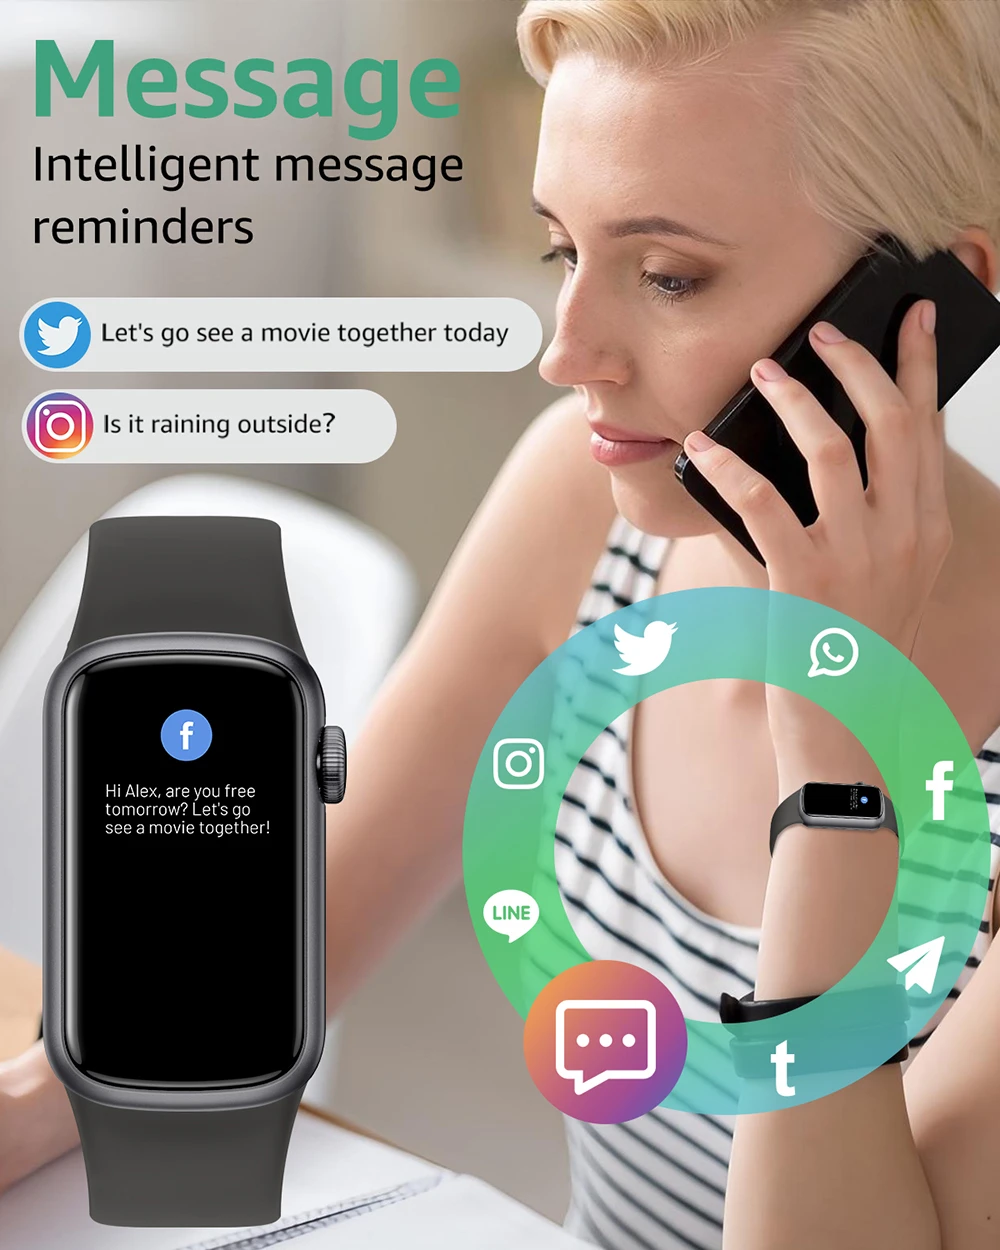 Message
Intelligent message
reminders
Let's go see a movie together today
Is it raining outside?
Hi Alex, are you free
tomorrow? Let's go
see a movie together!
LINE